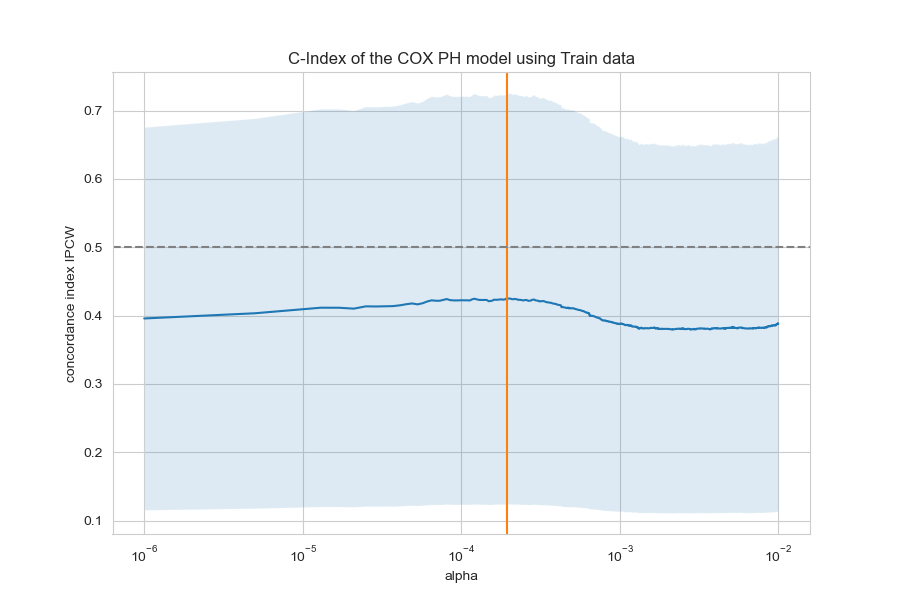 C-Index of the COX PH model using Train data
concordance index IPCW
0.7
0.6
0.5
0.4
0.3
0.2
0.1
10⁻⁶ 10⁻⁵ 10⁻⁴ 10⁻³ 10⁻²
alpha